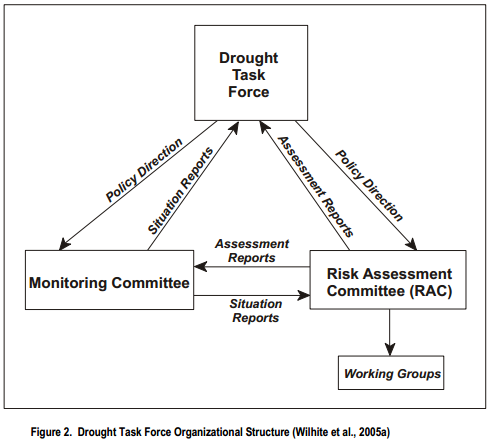 Drought
Task
Force
Policy Direction
Situation Reports
Assessment Reports
Policy Direction
Monitoring Committee
Assessment
Reports
Situation
Reports
Risk Assessment
Committee (RAC)
Working Groups
Figure 2. Drought Task Force Organizational Structure (Wilhite et al., 2005a)